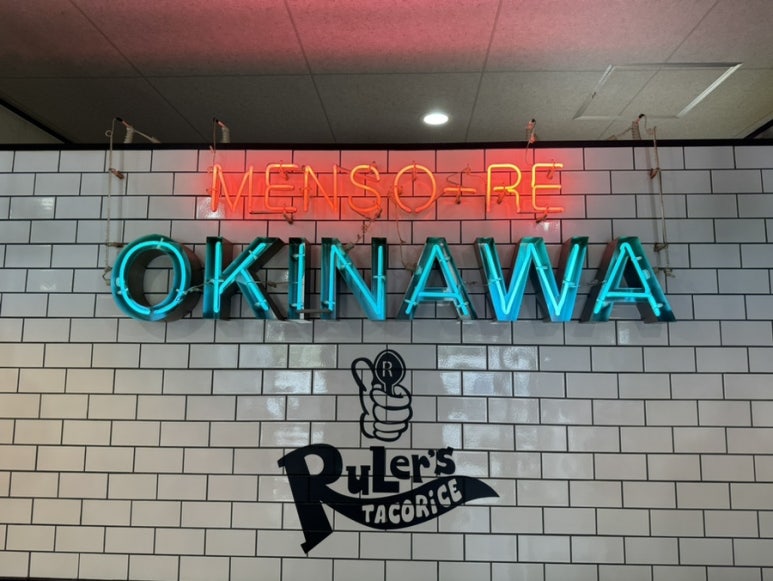 MENSO-RE
OKINAWA
R
RULER'S
TACORICE